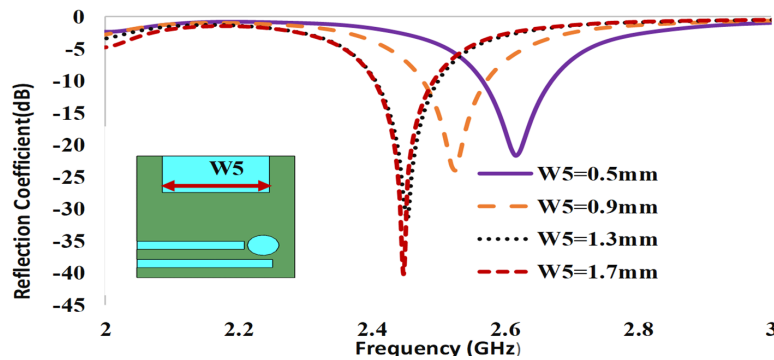 0
-5
-10
-15
-20
-25
-30
-35
-40
-45
Reflection Coefficient(dB)
W5
W5=0.5mm
W5=0.9mm
W5=1.3mm
W5=1.7mm
2 2.2 2.4 2.6 2.8 3
Frequency (GHz)